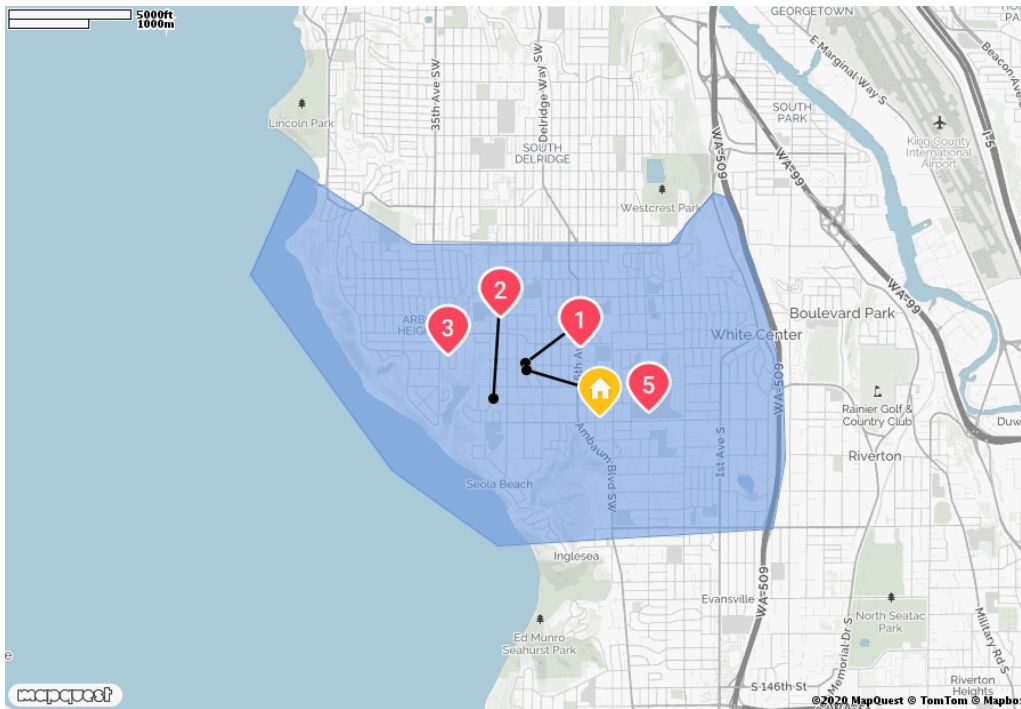 5000ft
1000m
GEORGETOWN
E Marginal Way S
Beacon Ave S
35th Ave SW
Delridge Way SW
Lincoln Park
SOUTH
DELRIDGE
SOUTH
PARK
WA-509
WA-99
King County
International
Airport
I-5
Westcrest Park
WA-99
2
1
3
Boulevard Park
White Center
5
WA-509
Rainier Golf &
Country Club
Ambaum Blvd SW
1st Ave S
Riverton
Seola Beach
Inglesea
WA-509
Evansville
North Seatac
Park
Ed Munro
Seahurst Park
Memorial Dr S
Military Rd S
S 146th St
Riverton
Heights
mapquest
©2020 MapQuest © TomTom © Mapbo